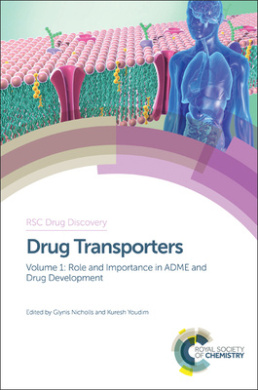 RSC Drug Discovery
Drug Transporters
Volume 1: Role and Importance in ADME and
Drug Development
Edited by Glynis Nicholls and Kuresh Youdim
ROYAL SOCIETY
OF CHEMISTRY